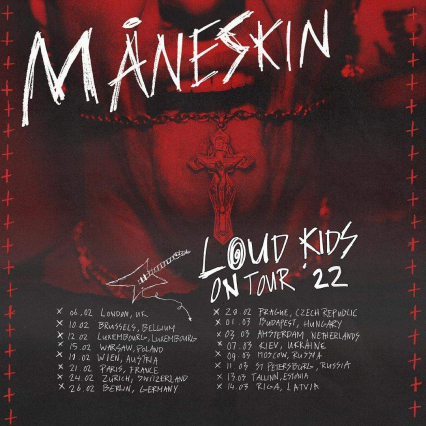 MÅNESKIN
LOUD KIDS
ON TOUR '22
x 06.02 LONDON, UK
x 10.02 BRUSSELS, BELGIUM
x 12.02 LUXEMBOURG, LUXEMBOURG
x 15.02 WARSAW, POLAND
x 18.02 WIEN, AUSTRIA
x 21.02 PARIS, FRANCE
x 24.02 ZURICH, SWITZERLAND
x 26.02 BERLIN, GERMANY
x 28.02 PRAGUE, CZECH REPUBLIC
x 01.03 BUDAPEST, HUNGARY
x 03.03 AMSTERDAM, NETHERLANDS
x 07.03 KIEV, UKRAINE
x 09.03 MOSCOW, RUSSIA
x 11.03 ST PETERSBURG, RUSSIA
x 13.03 TALLINN, ESTONIA
x 14.03 RIGA, LATVIA